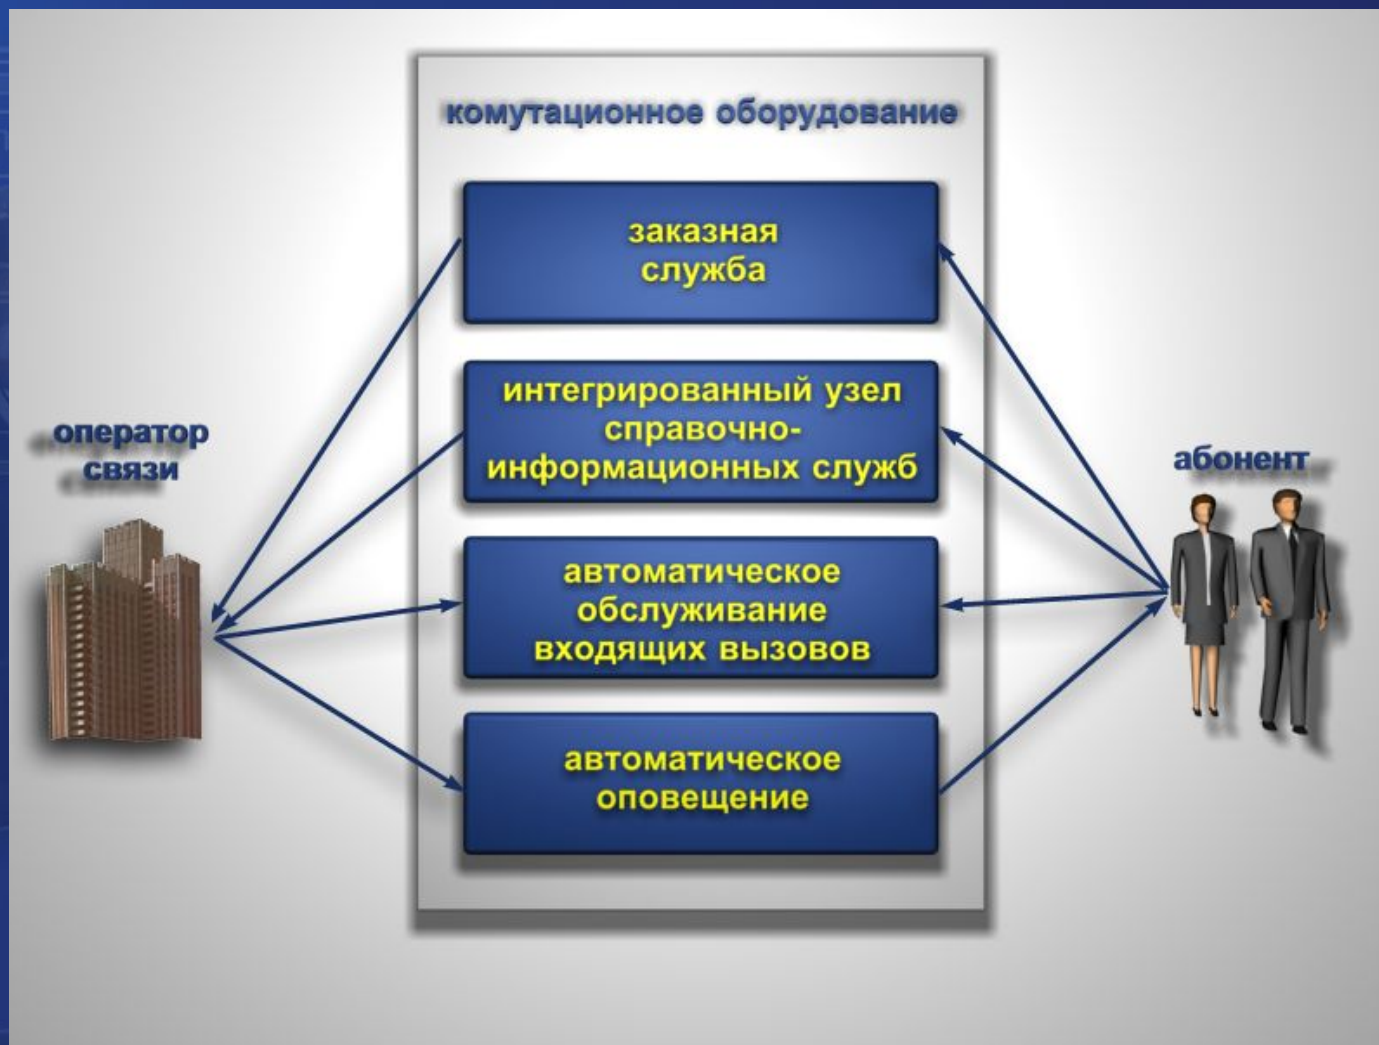 комутационное оборудование
заказная
служба
интегрированный узел
справочно-
информационных служб
автоматическое
обслуживание
входящих вызовов
автоматическое
оповещение
оператор
связи
абонент